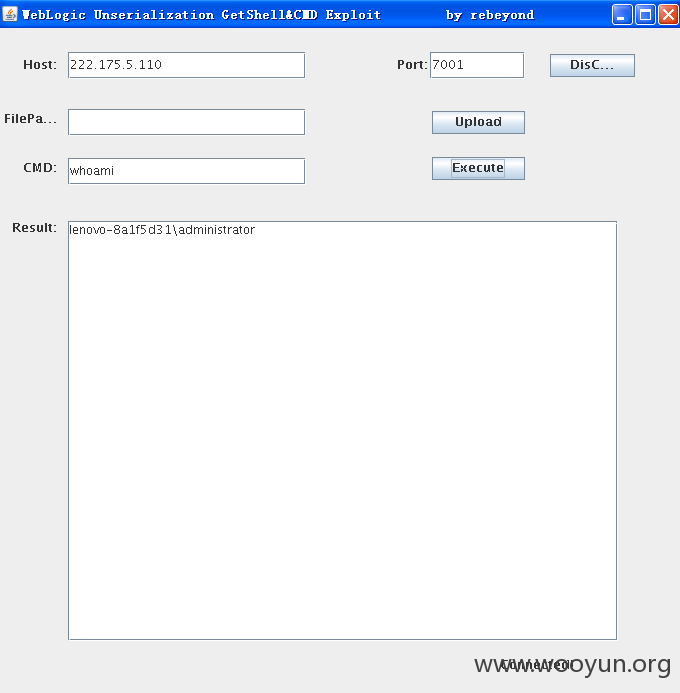 WebLogic Unserialization GetShell&CMD Exploit by rebeyond
Host: 222.175.5.110 Port: 7001 DisC...
FilePa... Upload
CMD: whoami Execute
Result: lenovo-8a1f5d31\administrator
Connected!
www.wooyun.org